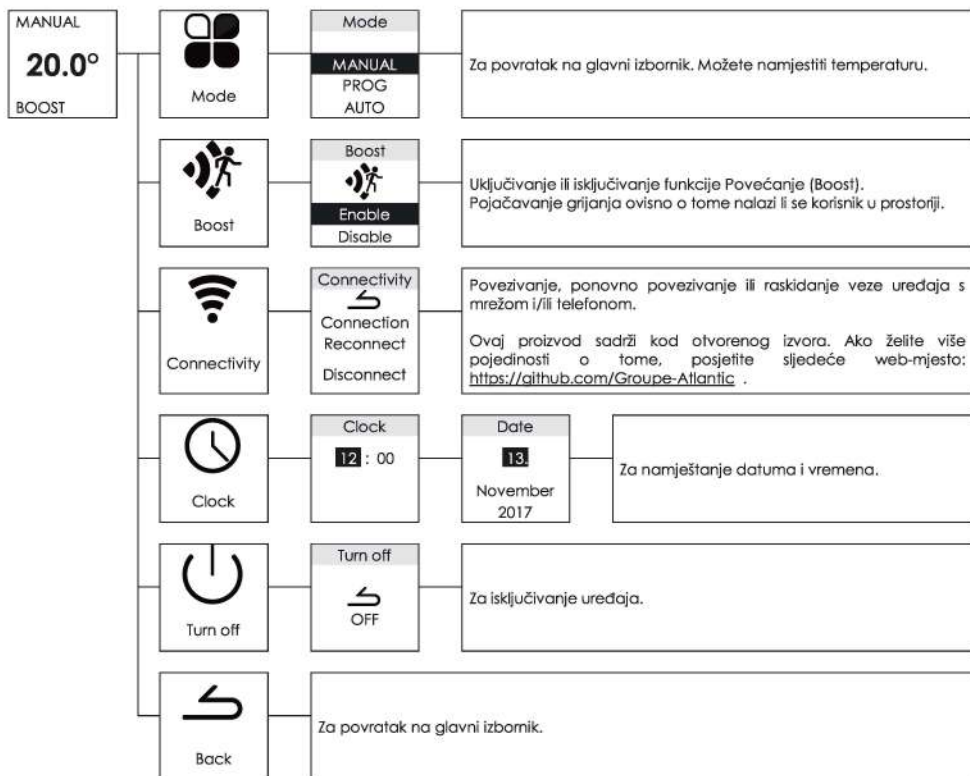 MANUAL
20.0°
BOOST
Mode
Mode
MANUAL
PROG
AUTO
Za povratak na glavni izbornik. Možete namjestiti temperaturu.
Boost
Boost
Enable
Disable
Uključivanje ili isključivanje funkcije Povećanje (Boost).
Pojačavanje grijanja ovisno o tome nalazi li se korisnik u prostoriji.
Connectivity
Connectivity
Connection
Reconnect
Disconnect
Povezivanje, ponovno povezivanje ili raskidanje veze uređaja s
mrežom i/ili telefonom.
Ovaj proizvod sadrži kod otvorenog izvora. Ako želite više
pojedinosti o tome, posjetite sljedeće web-mjesto:
https://github.com/Groupe-Atlantic .
Clock
Clock
12 : 00
Date
13.
November
2017
Za namještanje datuma i vremena.
Turn off
Turn off
OFF
Za isključivanje uređaja.
Back
Za povratak na glavni izbornik.